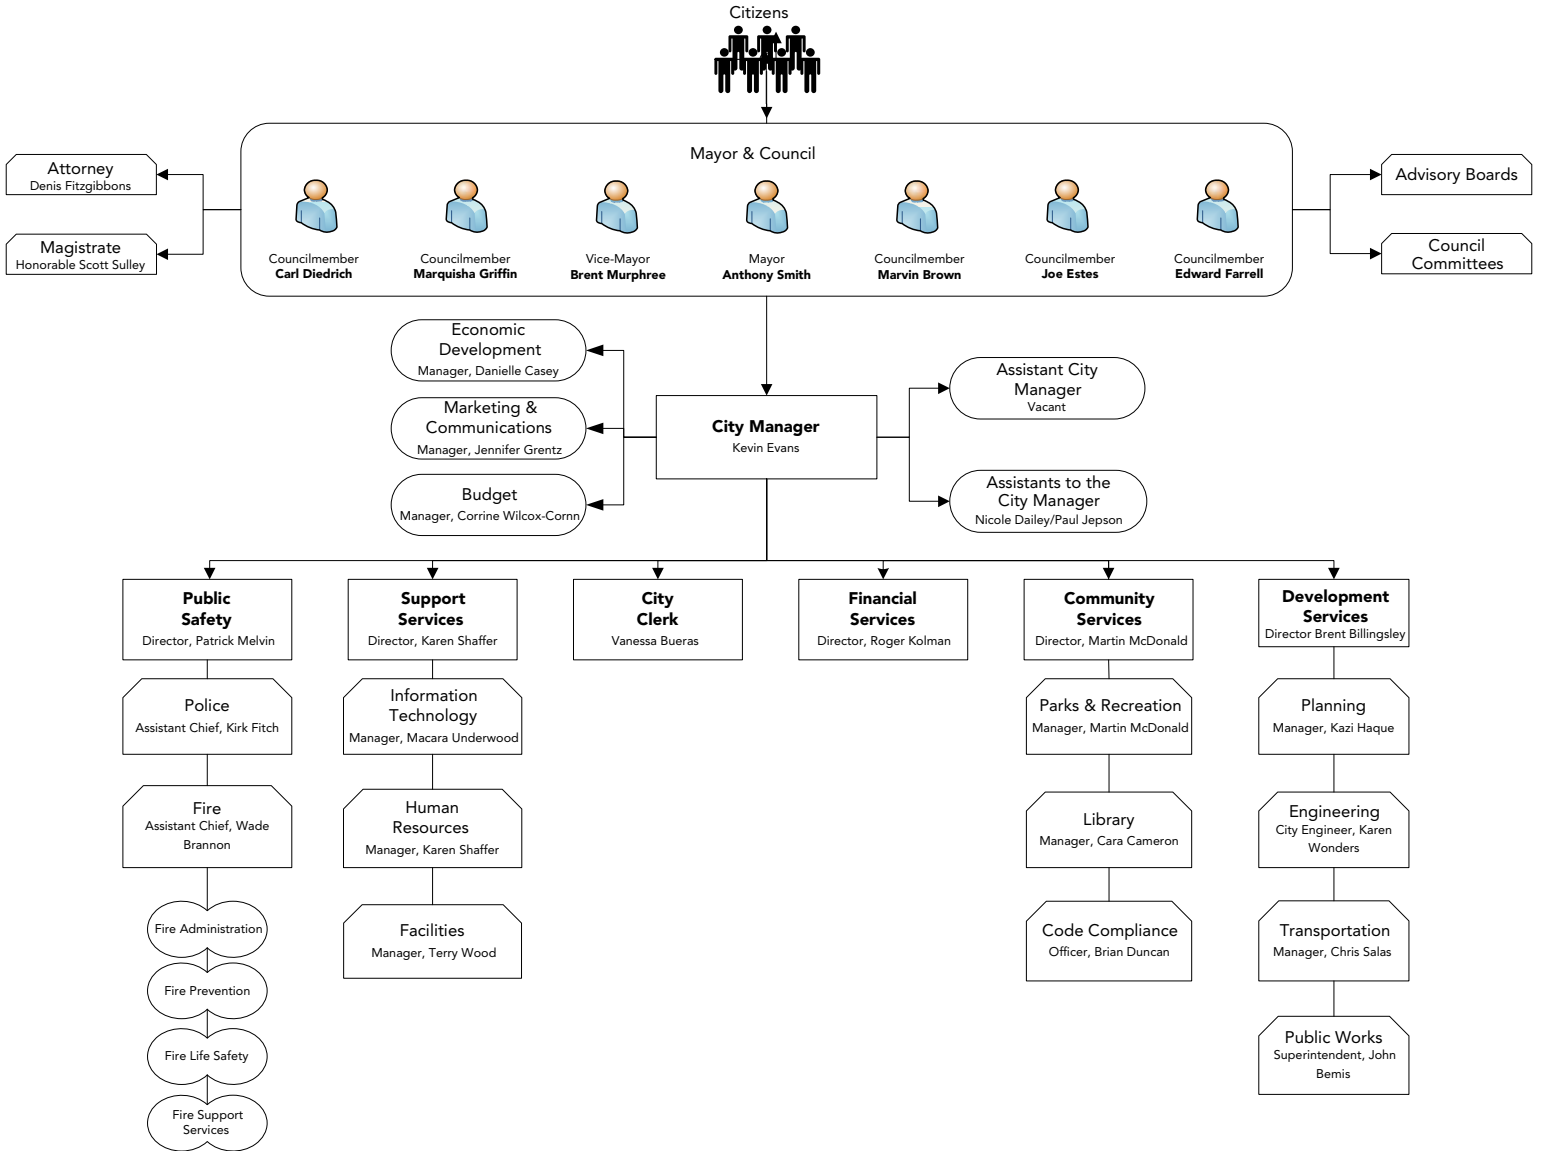 Citizens
Mayor & Council
Attorney
Denis Fitzgibbons
Magistrate
Honorable Scott Sulley
Councilmember
Carl Diedrich
Councilmember
Marquisha Griffin
Vice-Mayor
Brent Murphree
Mayor
Anthony Smith
Councilmember
Marvin Brown
Councilmember
Joe Estes
Councilmember
Edward Farrell
Advisory Boards
Council
Committees
Economic
Development
Manager, Danielle Casey
Marketing &
Communications
Manager, Jennifer Grentz
Budget
Manager, Corrine Wilcox-Cornn
City Manager
Kevin Evans
Assistant City
Manager
Vacant
Assistants to the
City Manager
Nicole Dailey/Paul Jepson
Public
Safety
Director, Patrick Melvin
Police
Assistant Chief, Kirk Fitch
Fire
Assistant Chief, Wade
Brannon
Fire Administration
Fire Prevention
Fire Life Safety
Fire Support
Services
Support
Services
Director, Karen Shaffer
Information
Technology
Manager, Macara Underwood
Human
Resources
Manager, Karen Shaffer
Facilities
Manager, Terry Wood
City
Clerk
Vanessa Bueras
Financial
Services
Director, Roger Kolman
Community
Services
Director, Martin McDonald
Parks & Recreation
Manager, Martin McDonald
Library
Manager, Cara Cameron
Code Compliance
Officer, Brian Duncan
Development
Services
Director Brent Billingsley
Planning
Manager, Kazi Haque
Engineering
City Engineer, Karen
Wonders
Transportation
Manager, Chris Salas
Public Works
Superintendent, John
Bemis